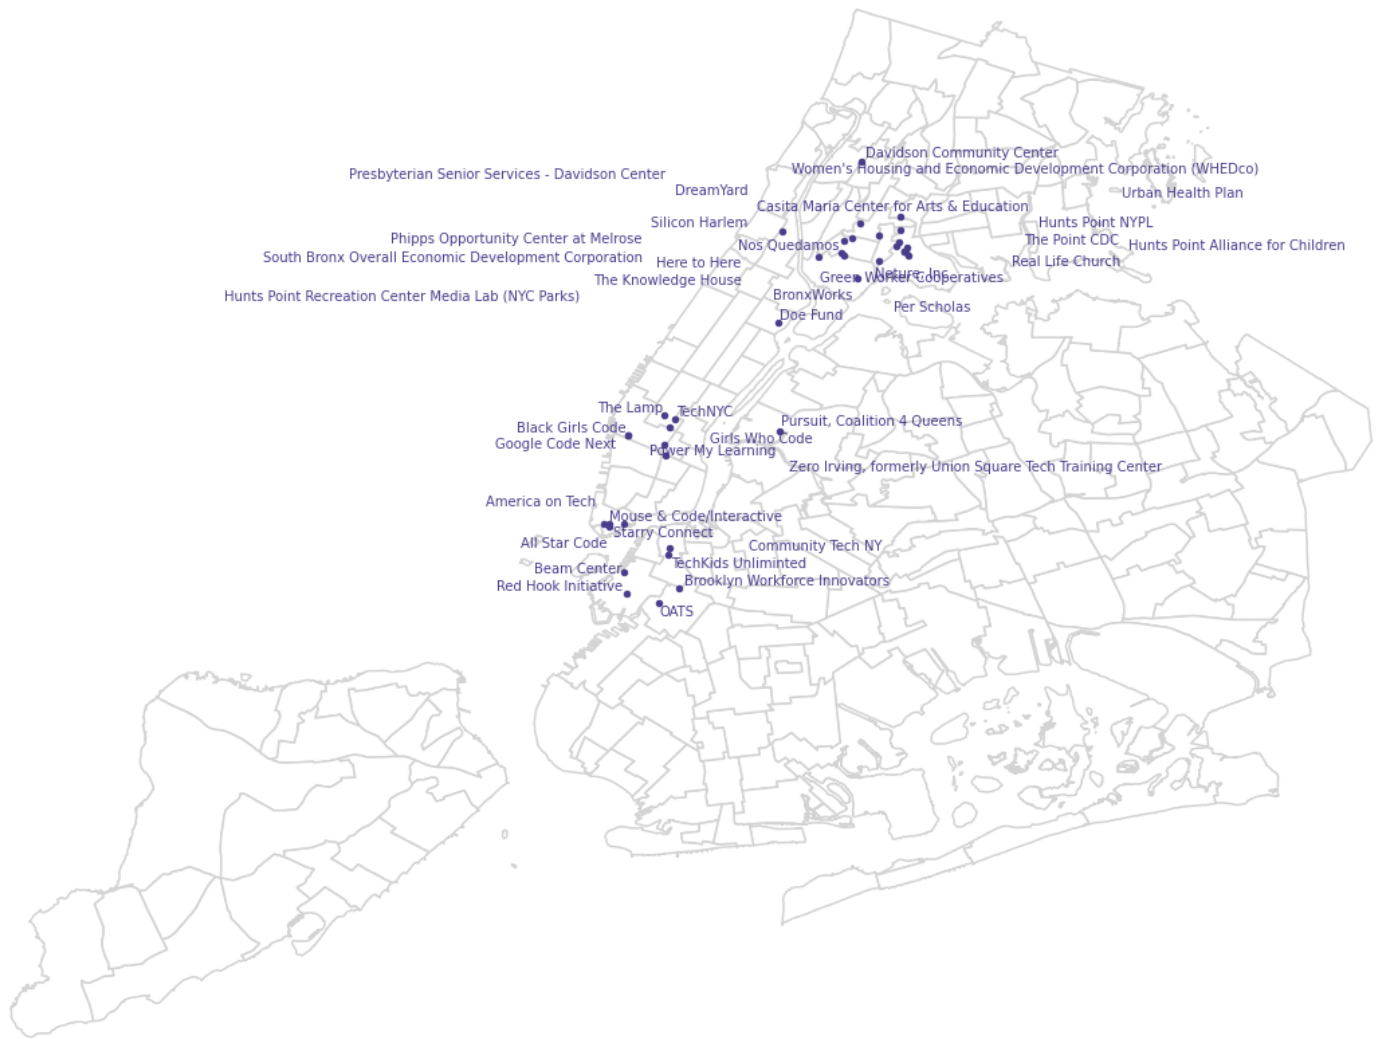 Davidson Community Center
Women's Housing and Economic Development Corporation (WHEDco)
Presbyterian Senior Services - Davidson Center
DreamYard
Urban Health Plan
Casita Maria Center for Arts & Education
Silicon Harlem
Hunts Point NYPL
Phipps Opportunity Center at Melrose
Nos Quedamos
The Point CDC
Hunts Point Alliance for Children
South Bronx Overall Economic Development Corporation
Here to Here
Real Life Church
The Knowledge House
Green Worker Cooperatives
Nsture, Inc.
Hunts Point Recreation Center Media Lab (NYC Parks)
BronxWorks
Per Scholas
Doe Fund
The Lamp
TechNYC
Black Girls Code
Pursuit, Coalition 4 Queens
Google Code Next
Girls Who Code
Power My Learning
Zero Irving, formerly Union Square Tech Training Center
America on Tech
Mouse & Code/Interactive
Starry Connect
All Star Code
Community Tech NY
Beam Center
TechKids Unliminted
Red Hook Initiative
Brooklyn Workforce Innovators
OATS